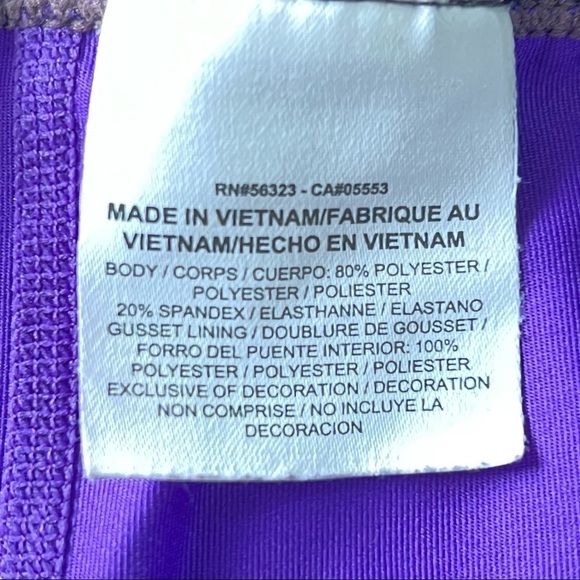 RN#56323 - CA#05553
MADE IN VIETNAM/FABRIQUE AU
VIETNAM/HECHO EN VIETNAM
BODY / CORPS / CUERPO: 80% POLYESTER /
POLYESTER / POLIESTER
20% SPANDEX / ELASTHANNE / ELASTANO
GUSSET LINING / DOUBLURE DE GOUSSET /
FORRO DEL PUENTE INTERIOR: 100%
POLYESTER / POLYESTER / POLIESTER
EXCLUSIVE OF DECORATION / DECORATION
NON COMPRISE / NO INCLUYE LA
DECORACION